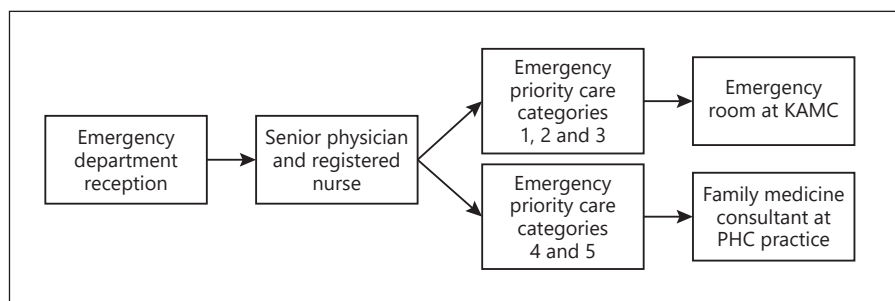 Emergency
department
reception
Senior physician
and registered
nurse
Emergency
priority care
categories
1, 2 and 3
Emergency
room at KAMC
Emergency
priority care
categories
4 and 5
Family medicine
consultant at
PHC practice